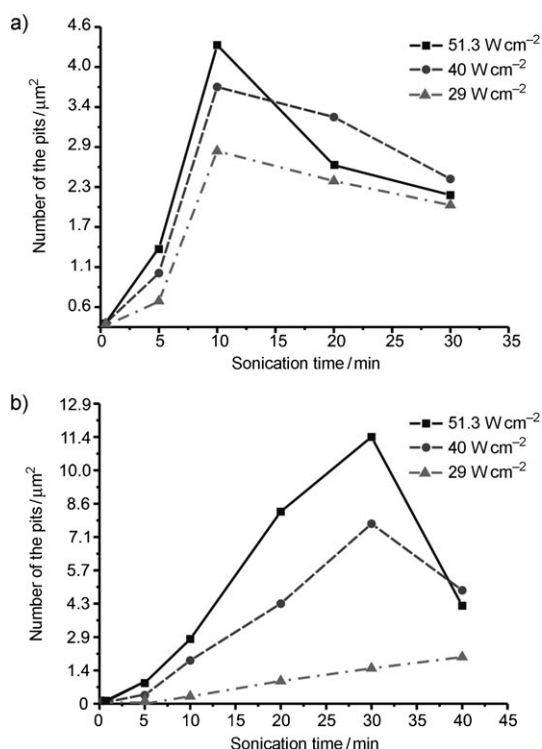 a)
4.6
4.0
3.4
2.9
2.3
1.7
1.1
0.6
Number of the pits / μm²
51.3 W cm⁻²
40 W cm⁻²
29 W cm⁻²
0 5 10 15 20 25 30 35
Sonication time / min
b)
12.9
11.4
10.0
8.6
7.1
5.7
4.3
2.9
1.4
0
Number of the pits / μm²
51.3 W cm⁻²
40 W cm⁻²
29 W cm⁻²
0 5 10 15 20 25 30 35 40 45
Sonication time / min